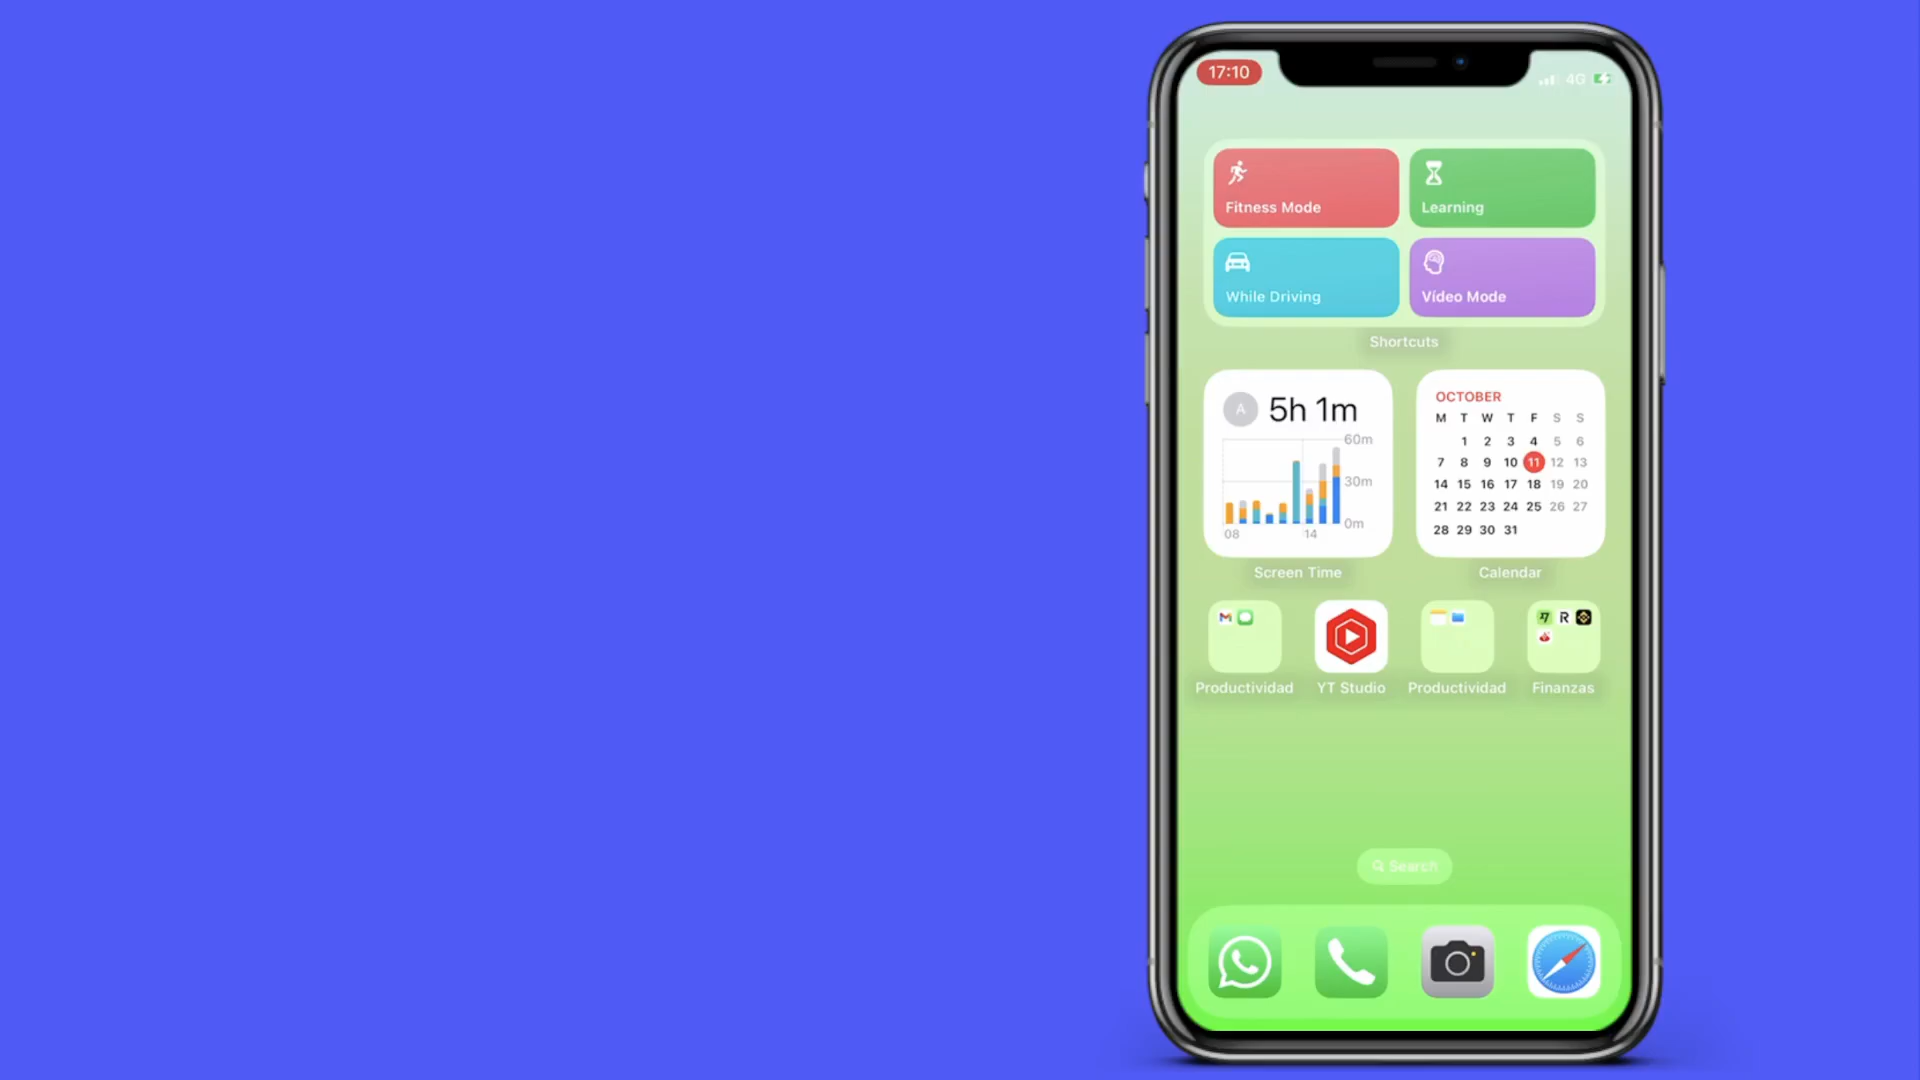 17:10
4G
Fitness Mode
Learning
While Driving
Vídeo Mode
Shortcuts
A
5h 1m
60m
30m
0m
08 14
Screen Time
OCTOBER
M T W T F S S
1 2 3 4 5 6
7 8 9 10 11 12 13
14 15 16 17 18 19 20
21 22 23 24 25 26 27
28 29 30 31
Calendar
R
Productividad
YT Studio
Productividad
Finanzas
Search